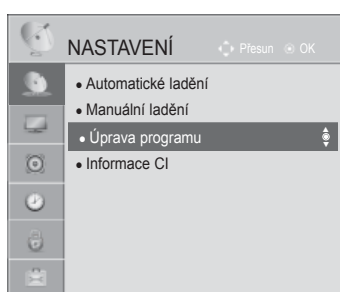 NASTAVENÍ
Přesun OK
• Automatické ladění
• Manuální ladění
• Úprava programu
• Informace CI